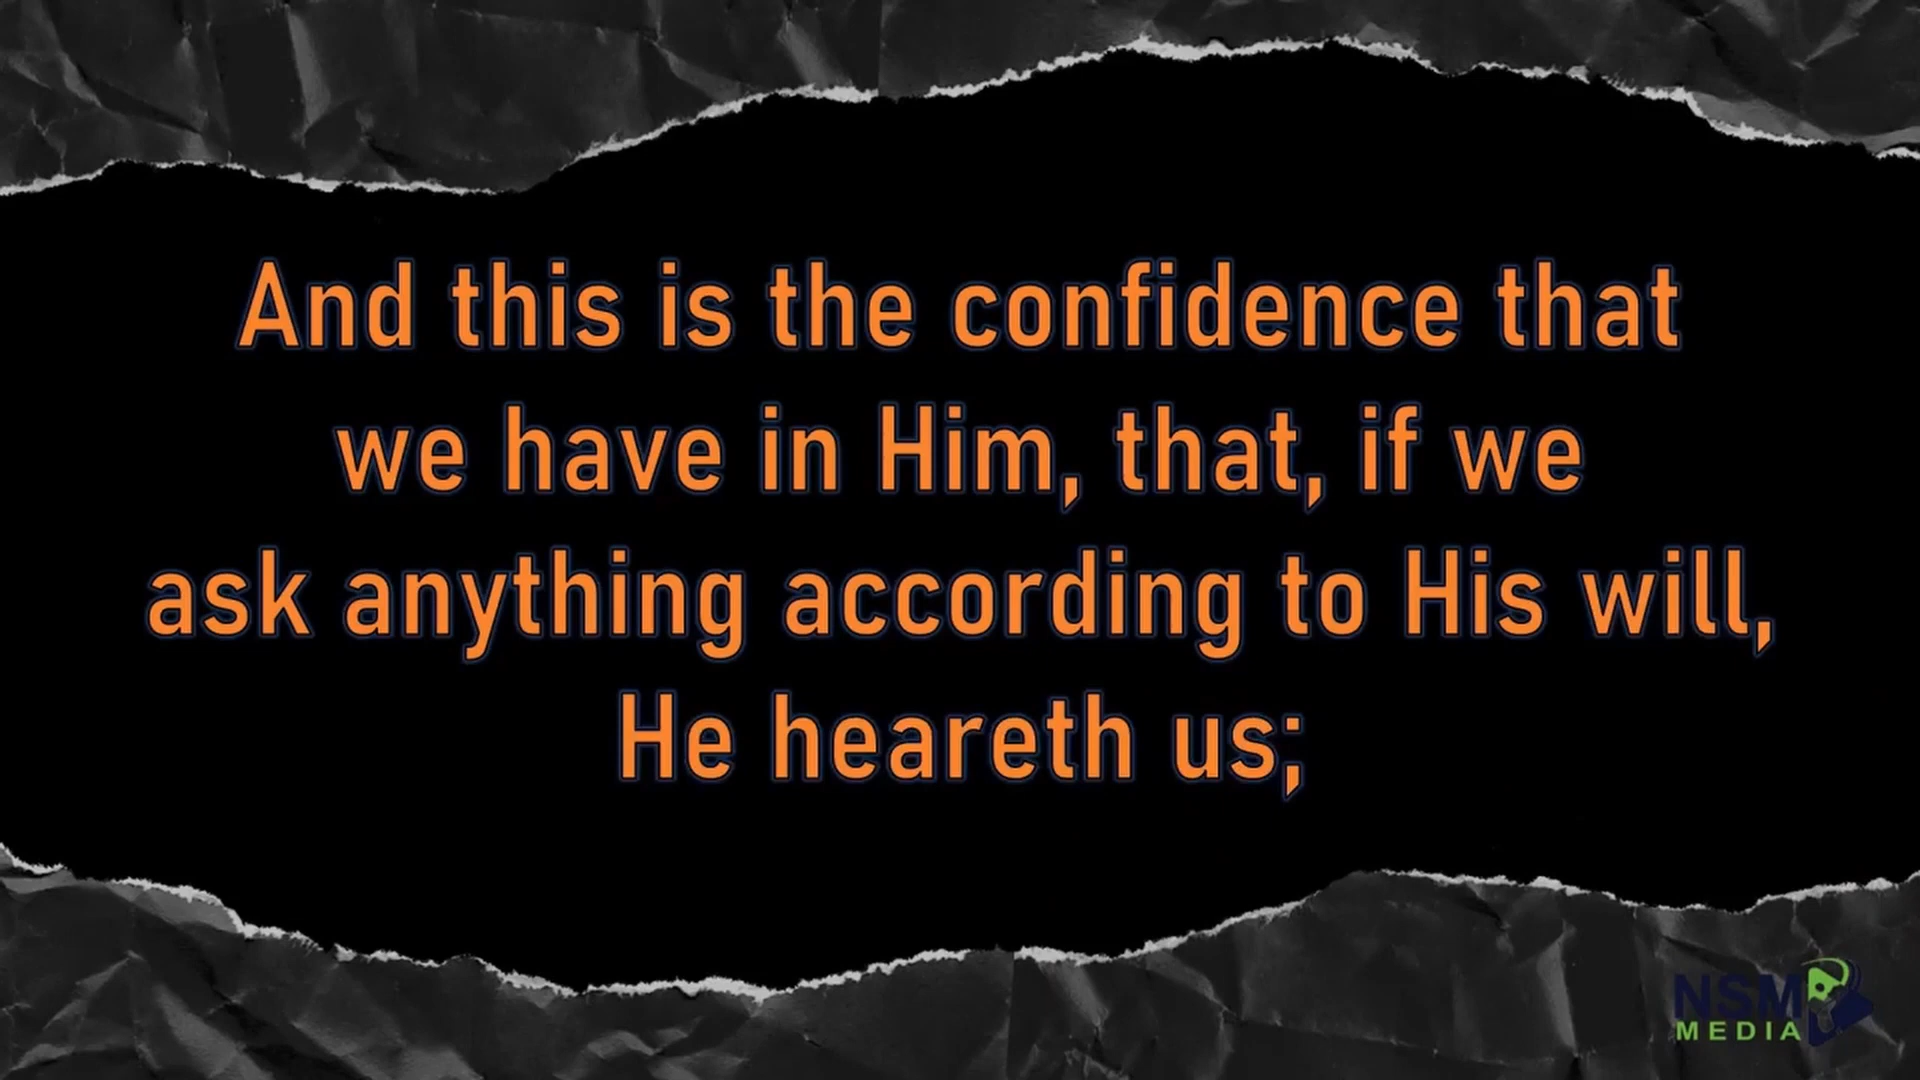 And this is the confidence that
we have in Him, that, if we
ask anything according to His will,
He heareth us;
NSM
MEDIA